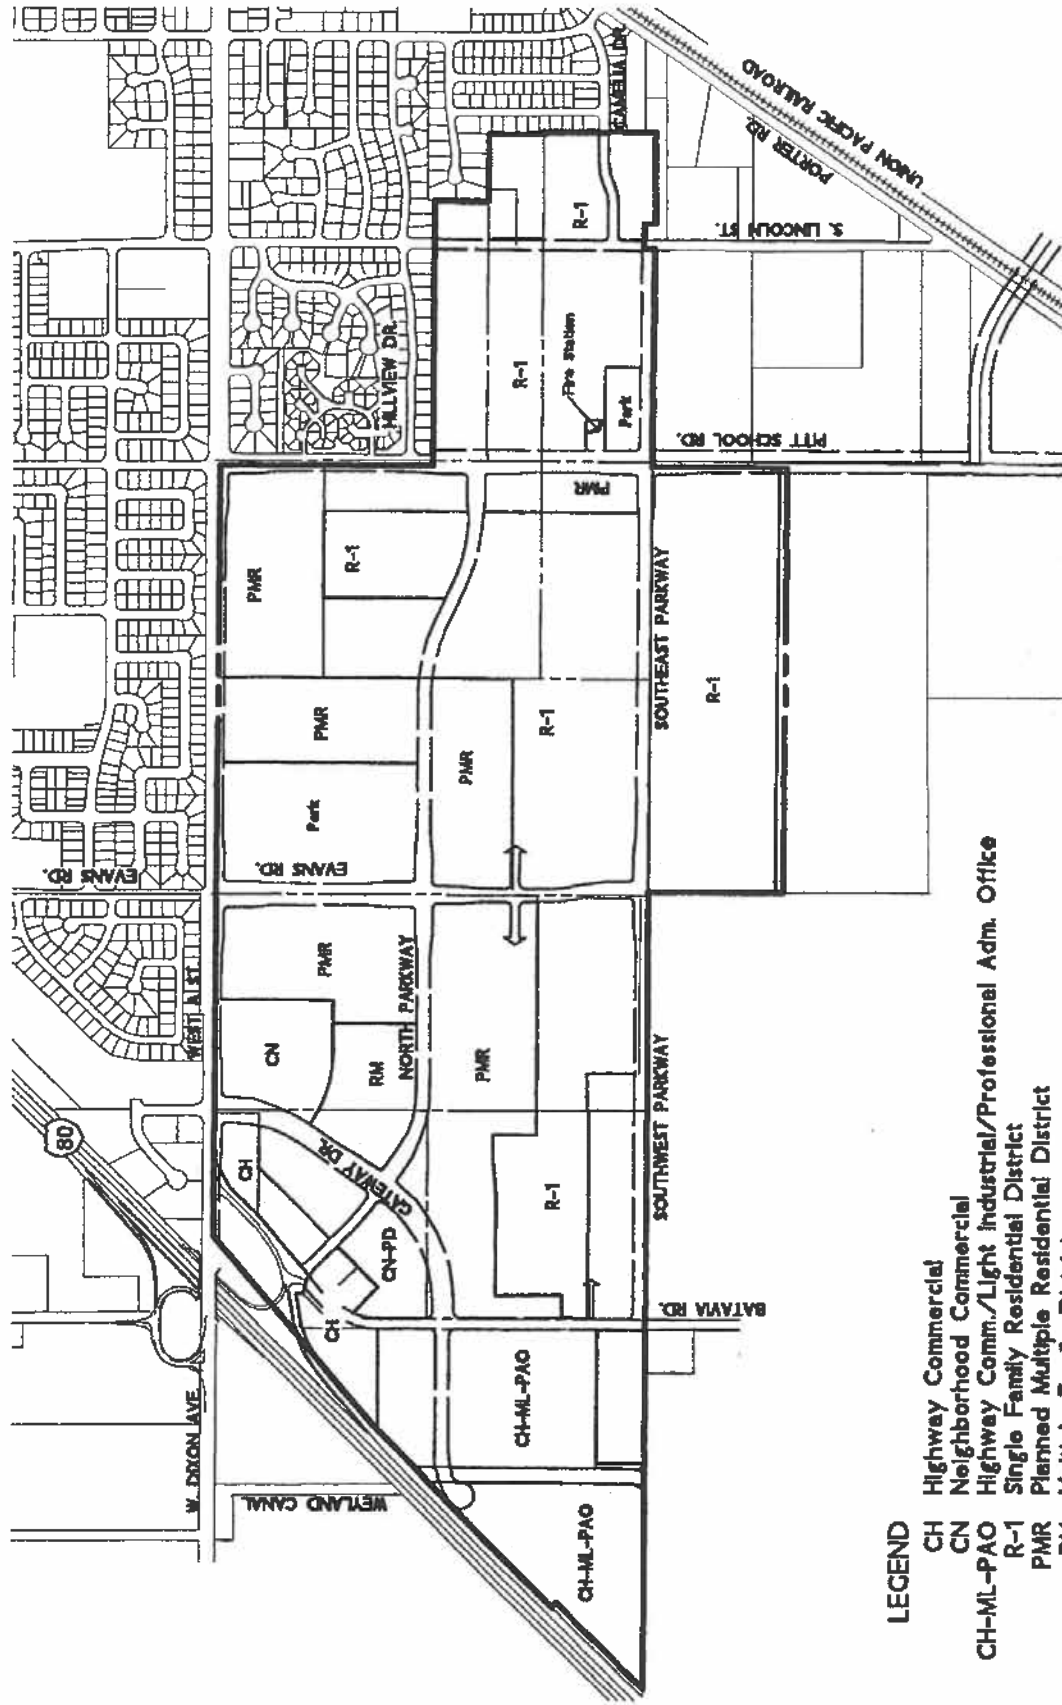 80
W. DIXON AVE.
WEST A ST.
EVANS RD.
WEYLAND CANAL
CH
CH
CN
PMR
GATEWAY DR.
RM
NORTH PARKWAY
CN-PD
PMR
R-1
CH-ML-PAO
CH-ML-PAO
BATAVIA RD.
SOUTHWEST PARKWAY
EVANS RD.
Park
PMR
PMR
R-1
PMR
R-1
PMR
SOUTHEAST PARKWAY
R-1
HILLVIEW DR.
R-1
Fire Station
Park
PITT SCHOOL RD.
R-1
CAMELIA DR.
S. LINCOLN ST.
PORTER RD.
UNION PACIFIC RAILROAD
LEGEND
CH Highway Commercial
CN Neighborhood Commercial
CH-ML-PAO Highway Comm./Light Industrial/Professional Adm. Office
R-1 Single Family Residential District
PMR Planned Multiple Residential District